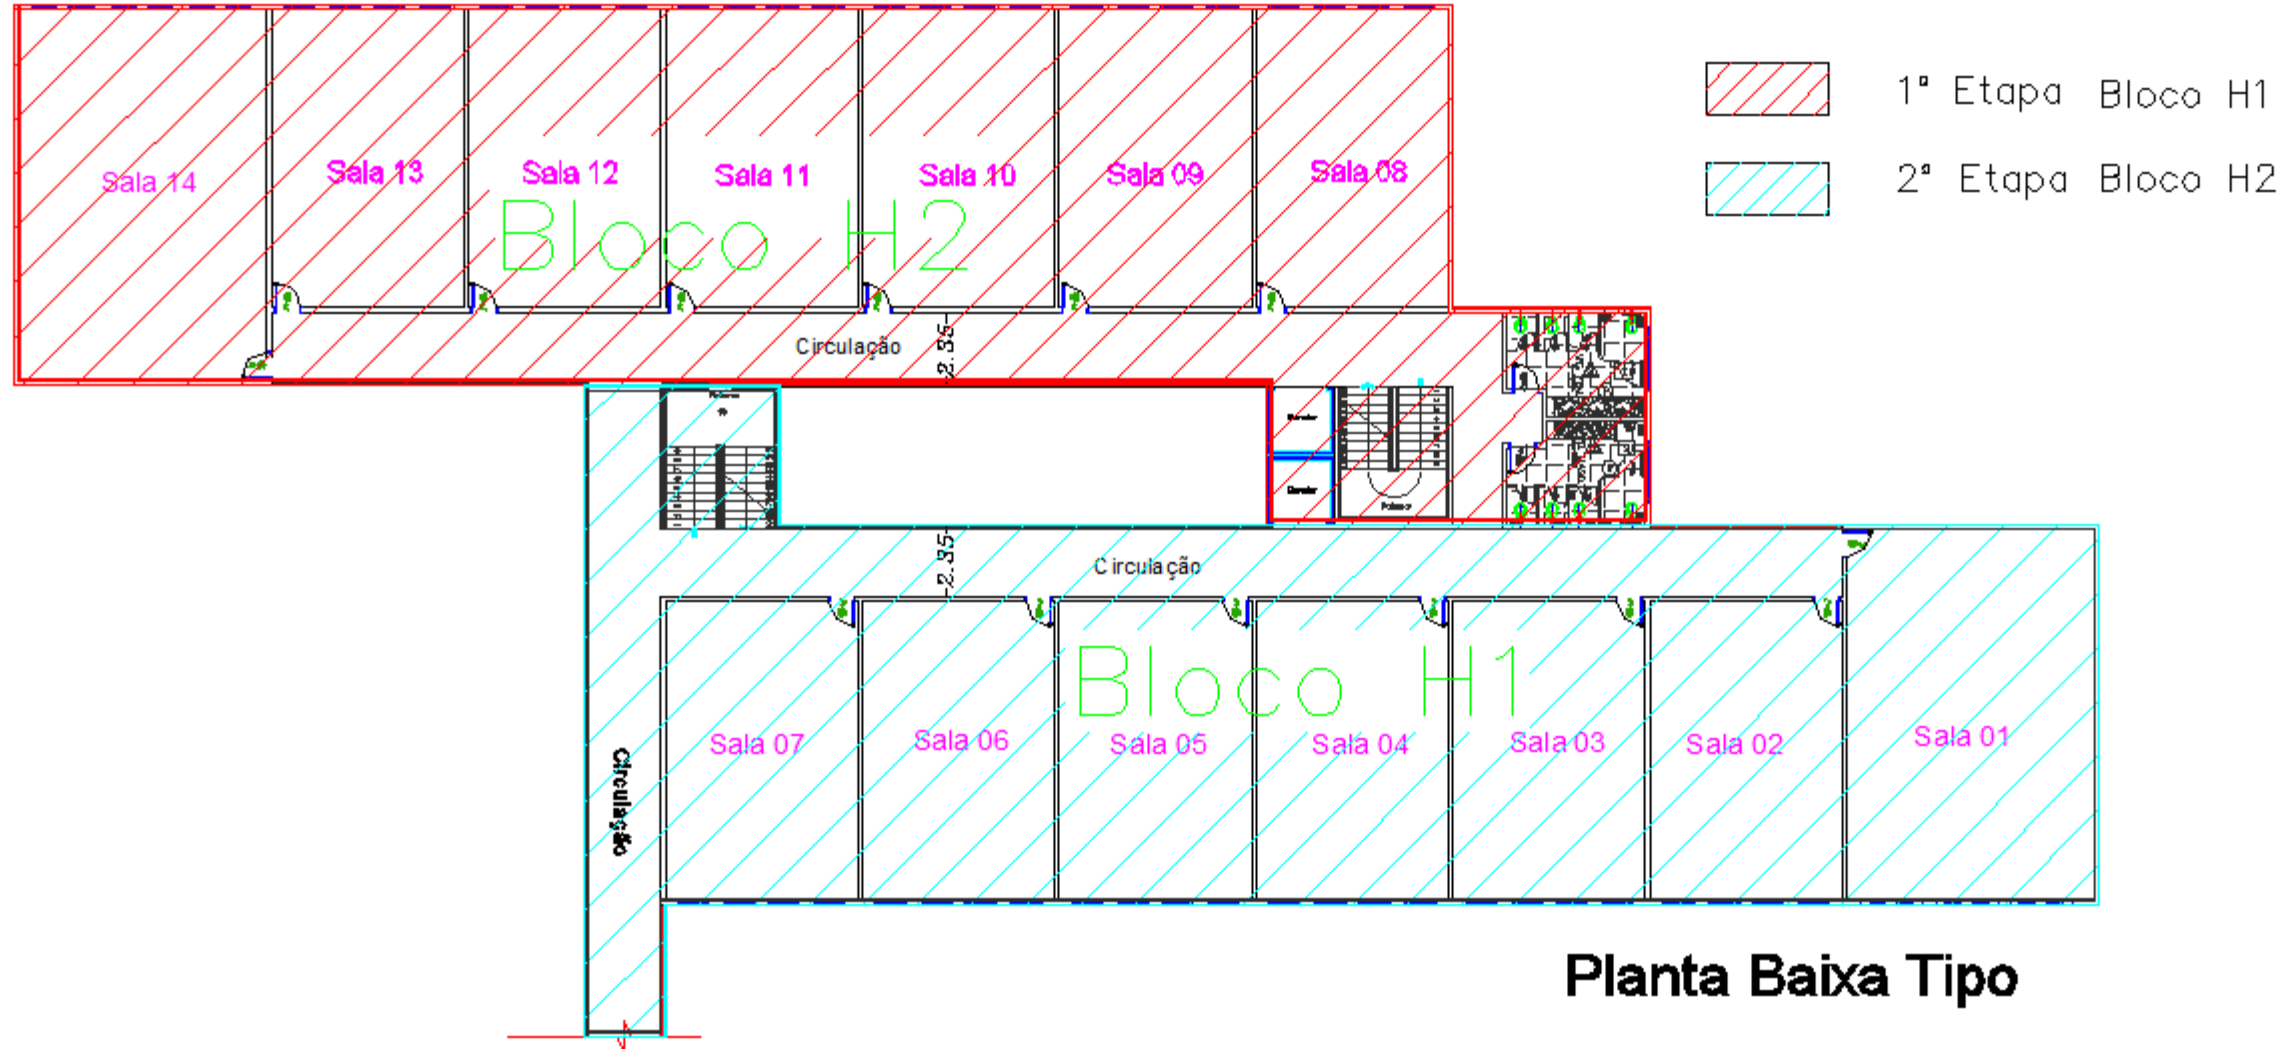 1ª Etapa Bloco H1
2ª Etapa Bloco H2
Sala 14
Sala 13
Sala 12
Sala 11
Sala 10
Sala 09
Sala 08
Bloco H2
Circulação
2.35
Circulação
2.35
Bloco H1
Sala 07
Sala 06
Sala 05
Sala 04
Sala 03
Sala 02
Sala 01
Circulação
Planta Baixa Tipo